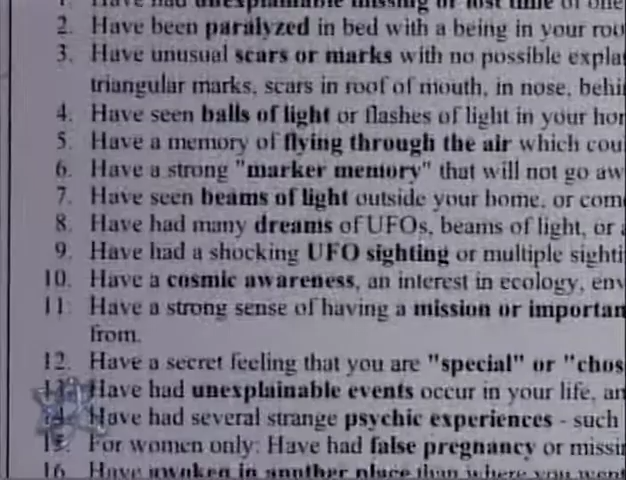 1. Have had unexplainable missing or lost time of one
2. Have been paralyzed in bed with a being in your roo
3. Have unusual scars or marks with no possible expla
triangular marks, scars in roof of mouth, in nose, behi
4. Have seen balls of light or flashes of light in your hom
5. Have a memory of flying through the air which cou
6. Have a strong "marker memory" that will not go aw
7. Have seen beams of light outside your home, or com
8. Have had many dreams of UFOs, beams of light, or a
9. Have had a shocking UFO sighting or multiple sighti
10. Have a cosmic awareness, an interest in ecology, env
11. Have a strong sense of having a mission or importan
from.
12. Have a secret feeling that you are "special" or "chos
13. Have had unexplainable events occur in your life, an
14. Have had several strange psychic experiences - such
15. For women only: Have had false pregnancy or missin
16. Have awoken in another place than where you went